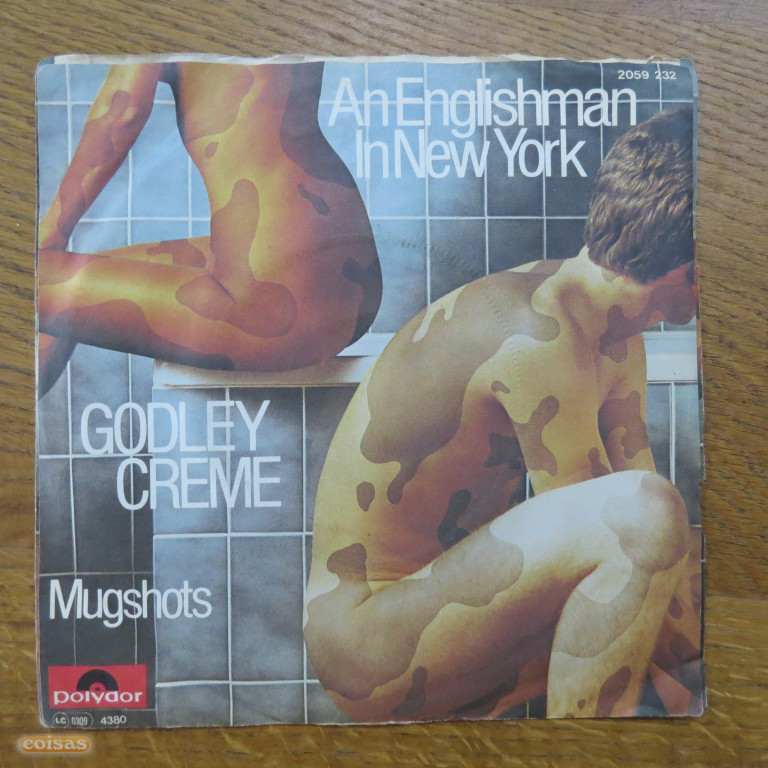 2059 232
An Englishman
In New York
GODLEY
CREME
Mugshots
polydor
LC 0309 4380
coisas